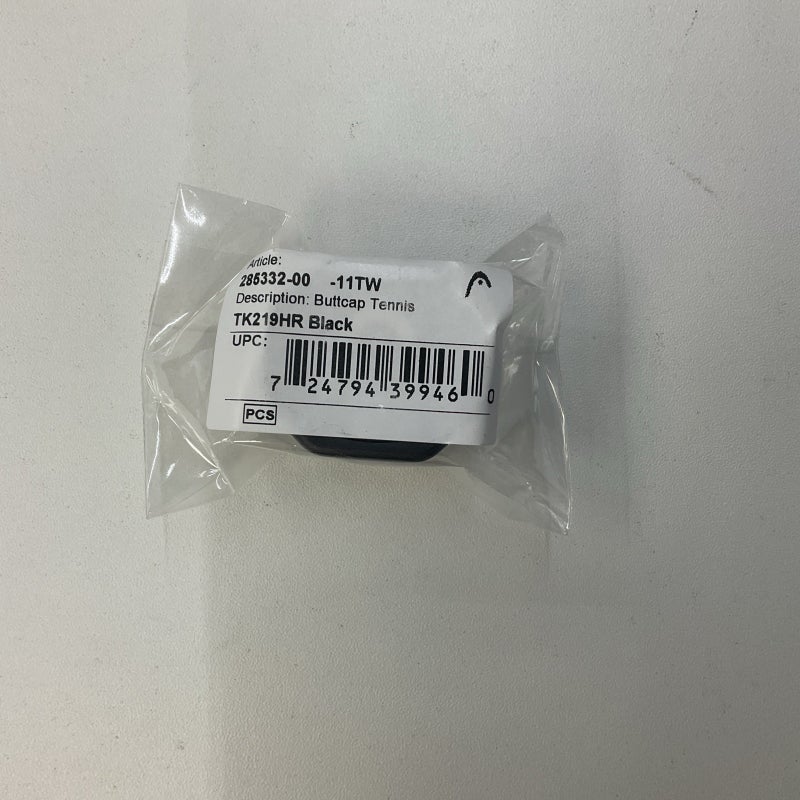 Article:
285332-00 -11TW
Description: Buttcap Tennis
TK219HR Black
UPC:
7 24794 39946 0
PCS